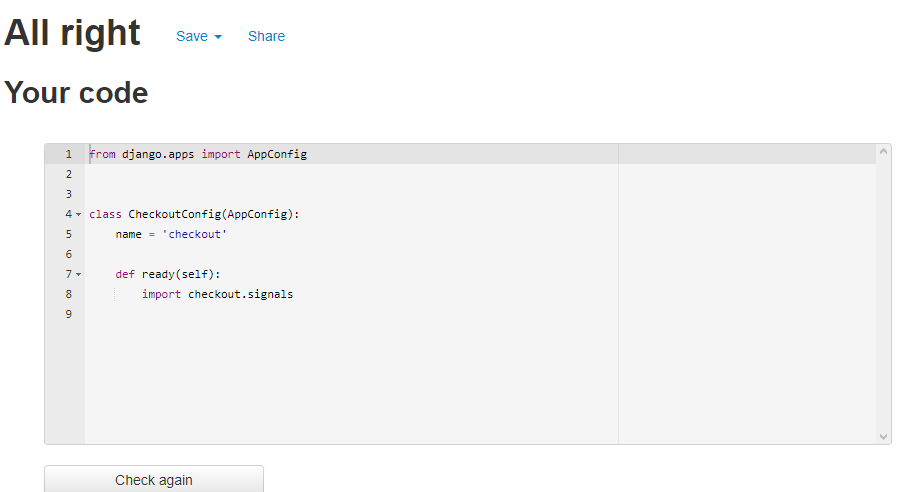 All right Save Share
Your code
1 from django.apps import AppConfig
2
3
4 class CheckoutConfig(AppConfig):
5     name = 'checkout'
6
7     def ready(self):
8         import checkout.signals
9
Check again